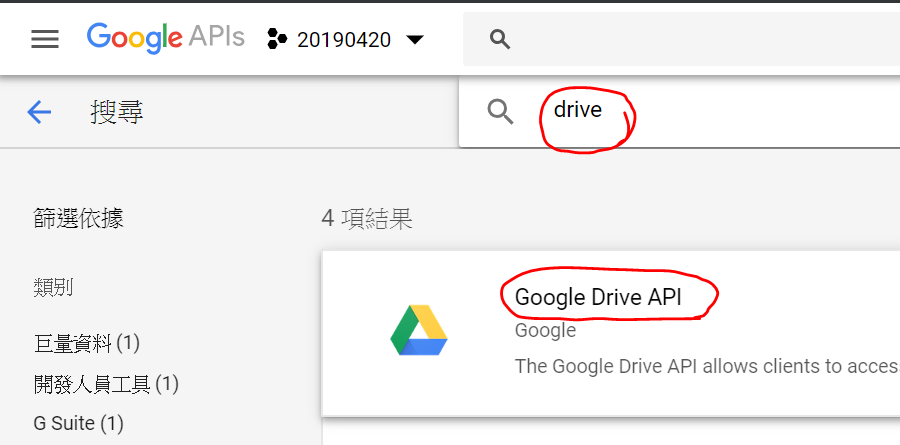 Google APIs 20190420
搜尋 drive
篩選依據
4 項結果
類別
Google Drive API
Google
巨量資料 (1)
The Google Drive API allows clients to acces
開發人員工具 (1)
G Suite (1)